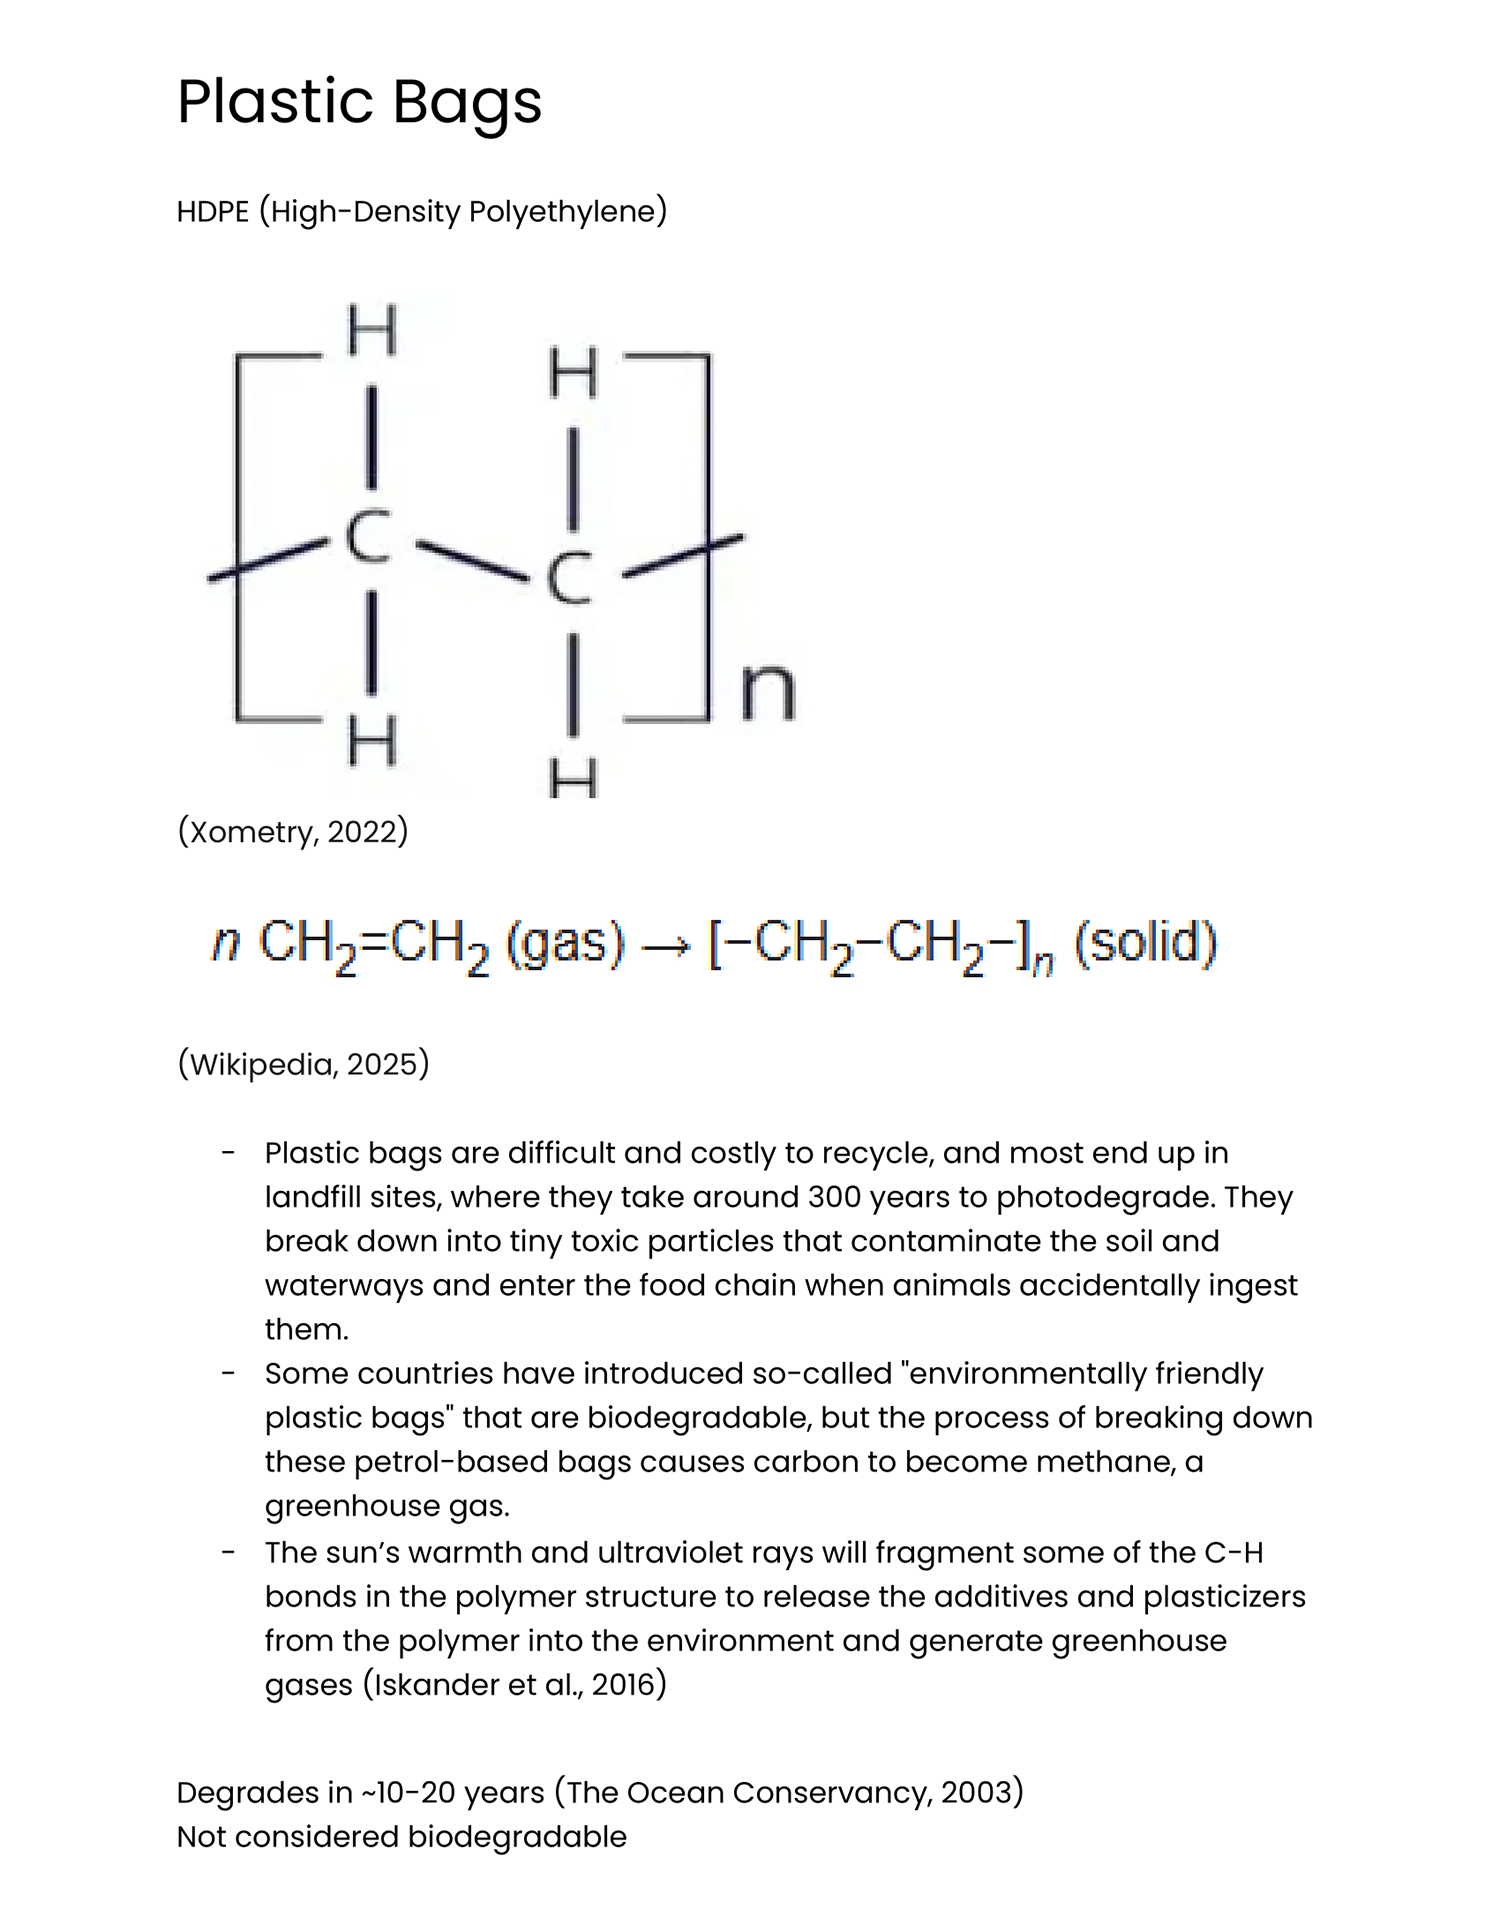 Plastic Bags
HDPE (High-Density Polyethylene)
H
H
C
C
n
H
H
(Xometry, 2022)
n CH₂=CH₂ (gas) → [−CH₂−CH₂−]ₙ (solid)
(Wikipedia, 2025)
- Plastic bags are difficult and costly to recycle, and most end up in
landfill sites, where they take around 300 years to photodegrade. They
break down into tiny toxic particles that contaminate the soil and
waterways and enter the food chain when animals accidentally ingest
them.
- Some countries have introduced so-called "environmentally friendly
plastic bags" that are biodegradable, but the process of breaking down
these petrol-based bags causes carbon to become methane, a
greenhouse gas.
- The sun’s warmth and ultraviolet rays will fragment some of the C-H
bonds in the polymer structure to release the additives and plasticizers
from the polymer into the environment and generate greenhouse
gases (Iskander et al., 2016)
Degrades in ~10-20 years (The Ocean Conservancy, 2003)
Not considered biodegradable